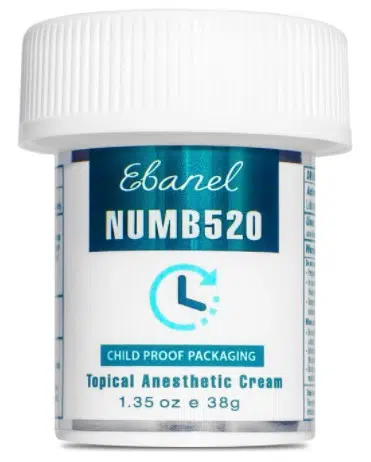 Ebanel
NUMB520
CHILD PROOF PACKAGING
Topical Anesthetic Cream
1.35 oz e 38g